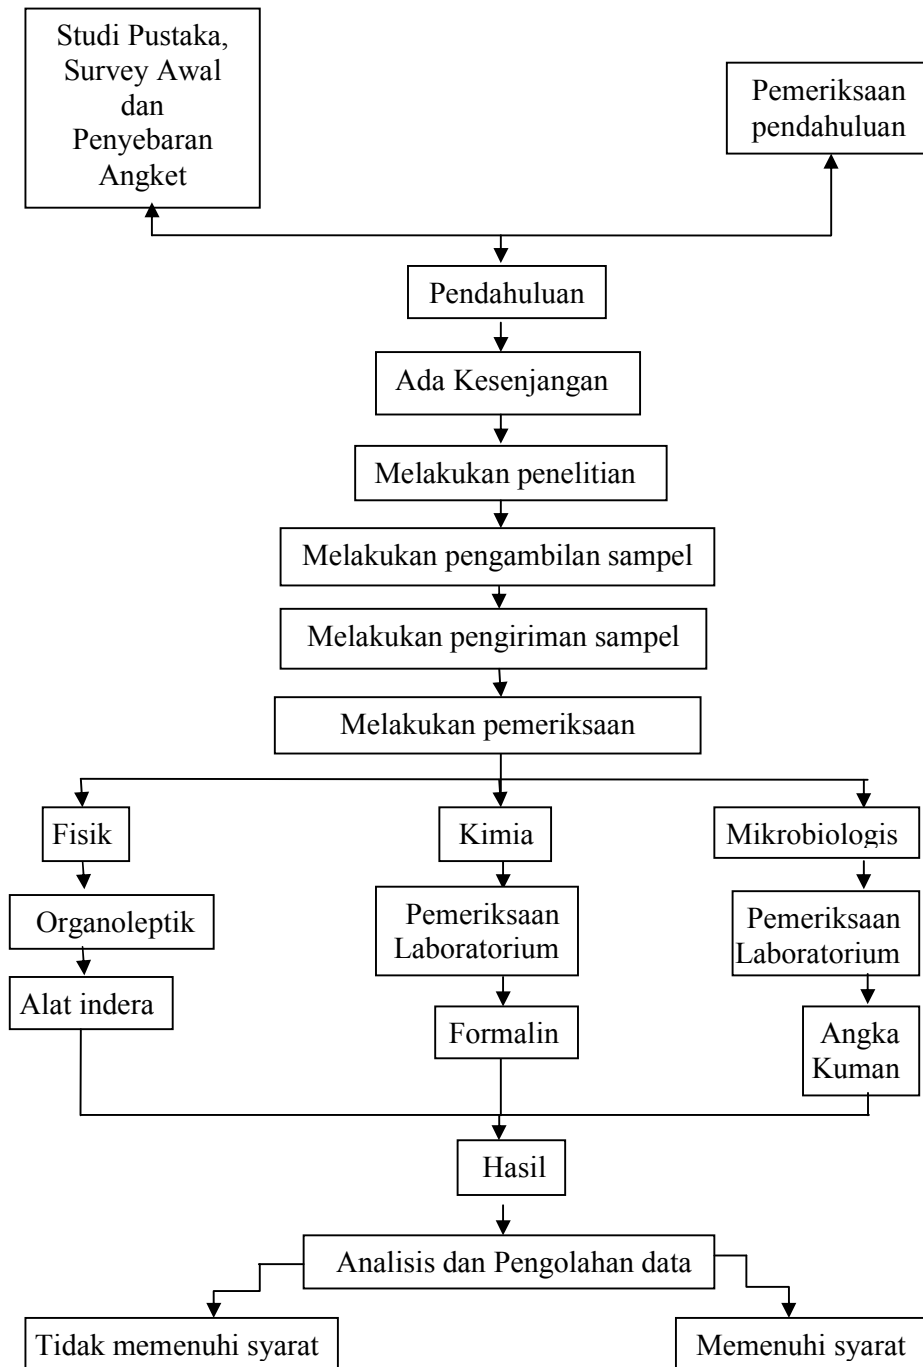 Studi Pustaka,
Survey Awal
dan
Penyebaran
Angket
Pemeriksaan
pendahuluan
Pendahuluan
Ada Kesenjangan
Melakukan penelitian
Melakukan pengambilan sampel
Melakukan pengiriman sampel
Melakukan pemeriksaan
Fisik
Kimia
Mikrobiologis
Organoleptik
Pemeriksaan
Laboratorium
Pemeriksaan
Laboratorium
Alat indera
Formalin
Angka
Kuman
Hasil
Analisis dan Pengolahan data
Tidak memenuhi syarat
Memenuhi syarat